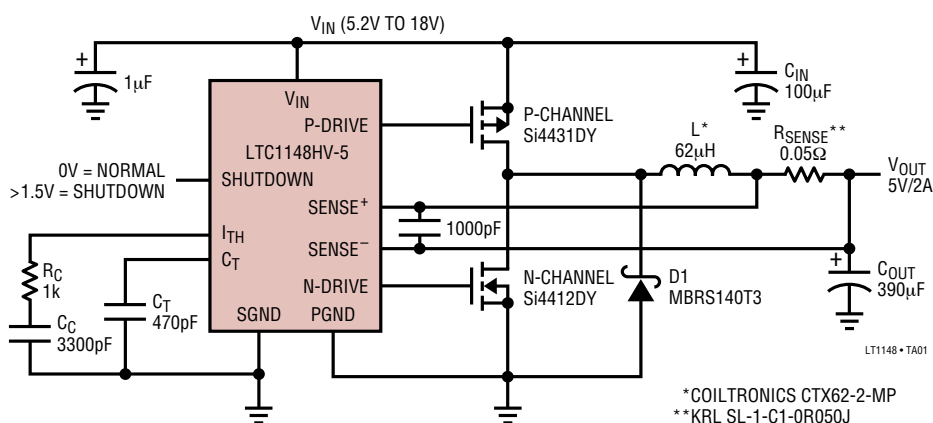 V_IN (5.2V TO 18V)
+
1µF
V_IN
P-DRIVE
LTC1148HV-5
SHUTDOWN
0V = NORMAL
>1.5V = SHUTDOWN
SENSE⁺
SENSE⁻
I_TH
C_T
N-DRIVE
SGND
PGND
P-CHANNEL
Si4431DY
+
C_IN
100µF
L*
62µH
R_SENSE**
0.05Ω
V_OUT
5V/2A
1000pF
R_C
1k
C_C
3300pF
C_T
470pF
N-CHANNEL
Si4412DY
D1
MBRS140T3
+
C_OUT
390µF
LT1148 • TA01
*COILTRONICS CTX62-2-MP
**KRL SL-1-C1-0R050J